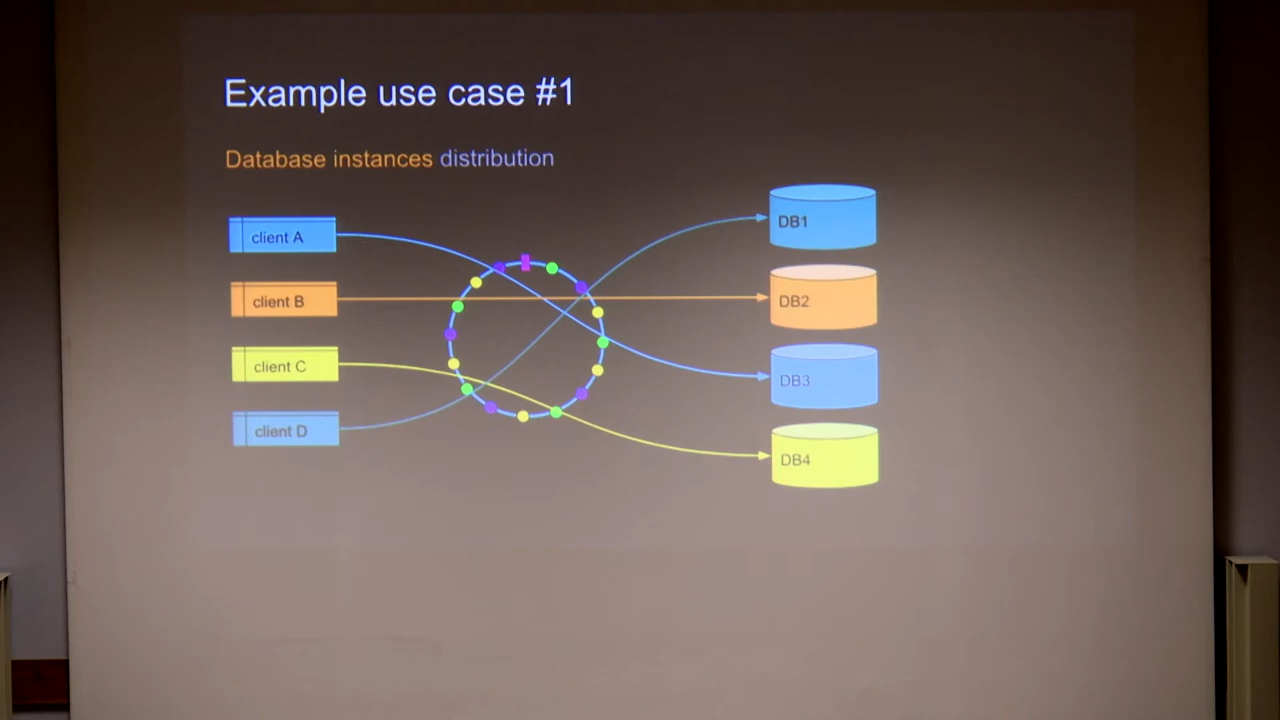 Example use case #1
Database instances distribution
client A
client B
client C
client D
DB1
DB2
DB3
DB4